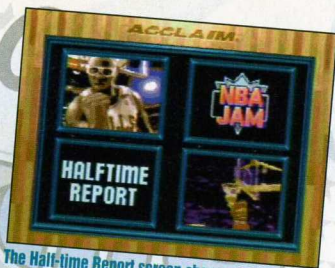 ACCLAIM
NBA
JAM
HALFTIME
REPORT
The Half-time Report screen